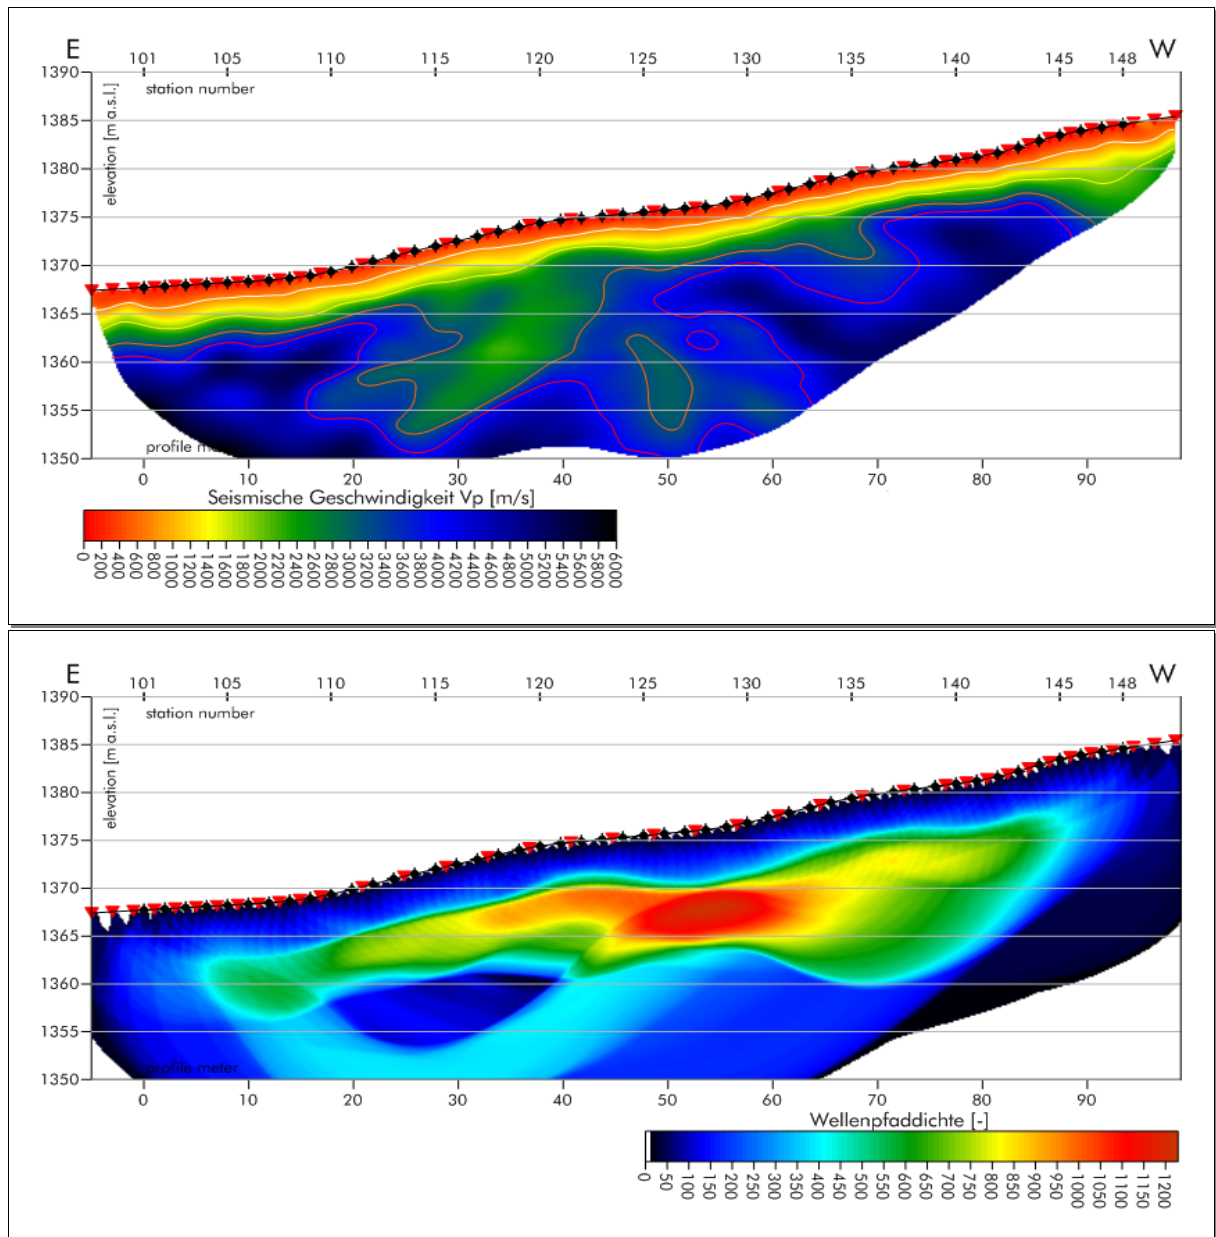 E W
101 105 110 115 120 125 130 135 140 145 148
station number
elevation [m a.s.l.]
1390
1385
1380
1375
1370
1365
1360
1355
1350
profile
0 10 20 30 40 50 60 70 80 90
Seismische Geschwindigkeit Vp [m/s]
0 200 400 600 800 1000 1200 1400 1600 1800 2000 2200 2400 2600 2800 3000 3200 3400 3600 3800 4000 4200 4400 4600 4800 5000 5200 5400 5600 5800 6000
E W
101 105 110 115 120 125 130 135 140 145 148
station number
elevation [m a.s.l.]
1390
1385
1380
1375
1370
1365
1360
1355
1350
profile meter
0 10 20 30 40 50 60 70 80 90
Wellenpfaddichte [-]
0 50 100 150 200 250 300 350 400 450 500 550 600 650 700 750 800 850 900 950 1000 1050 1100 1150 1200